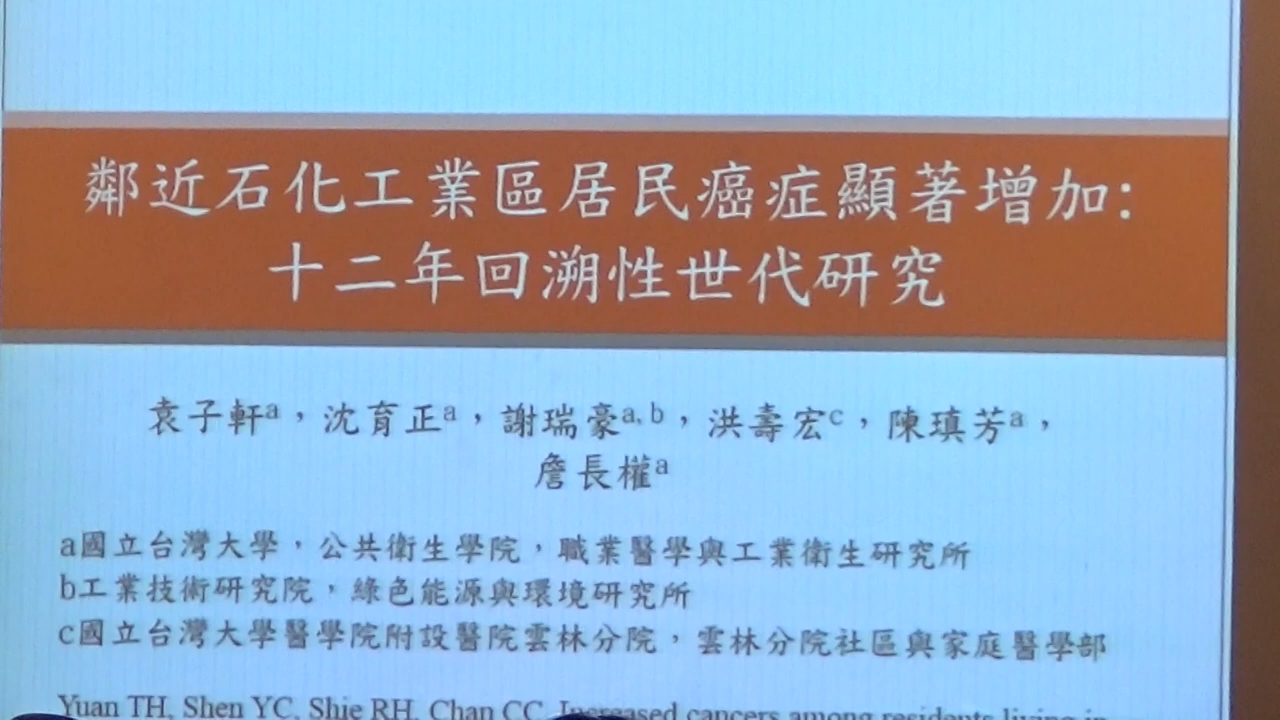 鄰近石化工業區居民癌症顯著增加:
十二年回溯性世代研究
袁子軒a，沈育正a，謝瑞豪a, b，洪壽宏c，陳瑱芳a，
詹長權a
a國立台灣大學，公共衛生學院，職業醫學與工業衛生研究所
b工業技術研究院，綠色能源與環境研究所
c國立台灣大學醫學院附設醫院雲林分院，雲林分院社區與家庭醫學部
Yuan TH, Shen YC, Shie RH, Chan CC. Increased cancers among residents living in